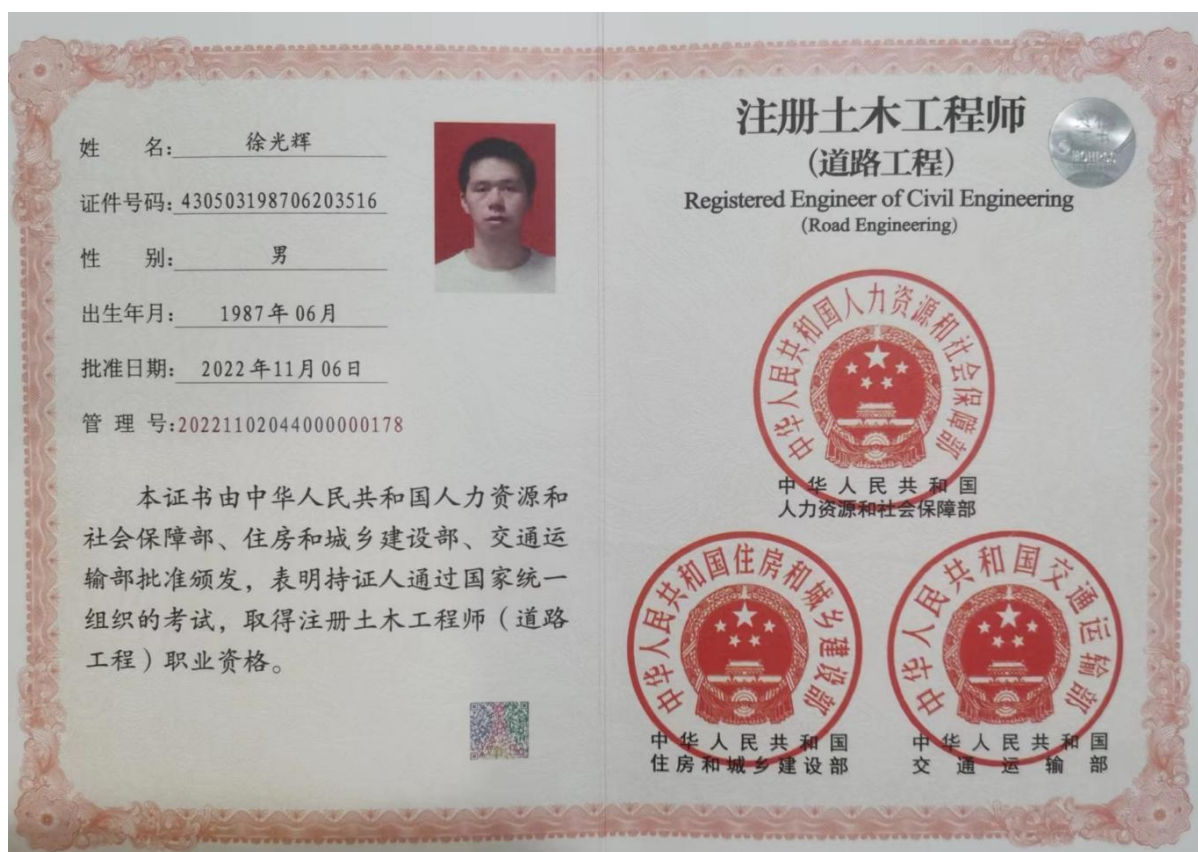 姓 名: 徐光辉
证件号码: 430503198706203516
性 别: 男
出生年月: 1987年06月
批准日期: 2022年11月06日
管 理 号:20221102044000000178
本证书由中华人民共和国人力资源和
社会保障部、住房和城乡建设部、交通运
输部批准颁发，表明持证人通过国家统一
组织的考试，取得注册土木工程师（道路
工程）职业资格。
注册土木工程师
(道路工程)
Registered Engineer of Civil Engineering
(Road Engineering)
中华人民共和国人力资源和社会保障部
中华人民共和国
人力资源和社会保障部
中华人民共和国住房和城乡建设部
中华人民共和国
住房和城乡建设部
中华人民共和国交通运输部
中华人民共和国
交通运输部